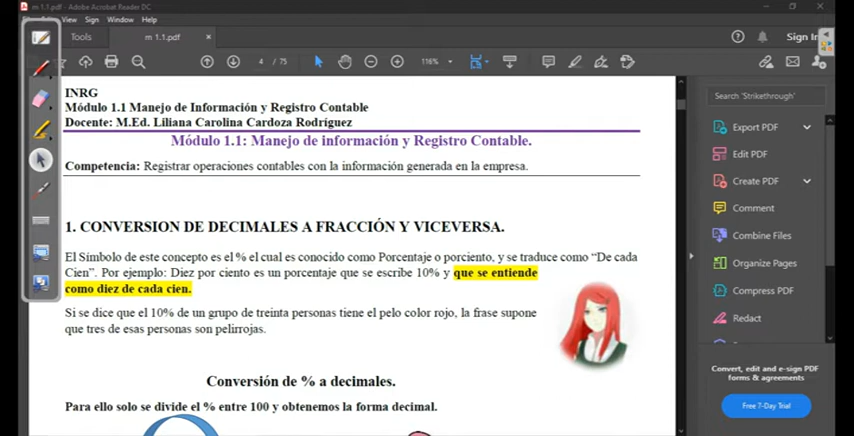 m 1.1.pdf - Adobe Acrobat Reader DC
View Sign Window Help
Tools
m 1.1.pdf
Sign In
4 / 75
116%
INRG
Módulo 1.1 Manejo de Información y Registro Contable
Docente: M.Ed. Liliana Carolina Cardoza Rodríguez
Módulo 1.1: Manejo de información y Registro Contable.
Competencia: Registrar operaciones contables con la información generada en la empresa.
1. CONVERSION DE DECIMALES A FRACCIÓN Y VICEVERSA.
El Símbolo de este concepto es el % el cual es conocido como Porcentaje o porciento, y se traduce como “De cada
Cien”. Por ejemplo: Diez por ciento es un porcentaje que se escribe 10% y que se entiende
como diez de cada cien.
Si se dice que el 10% de un grupo de treinta personas tiene el pelo color rojo, la frase supone
que tres de esas personas son pelirrojas.
Conversión de % a decimales.
Para ello solo se divide el % entre 100 y obtenemos la forma decimal.
Search 'Strikethrough'
Export PDF
Edit PDF
Create PDF
Comment
Combine Files
Organize Pages
Compress PDF
Redact
Convert, edit and e-sign PDF
forms & agreements
Free 7-Day Trial